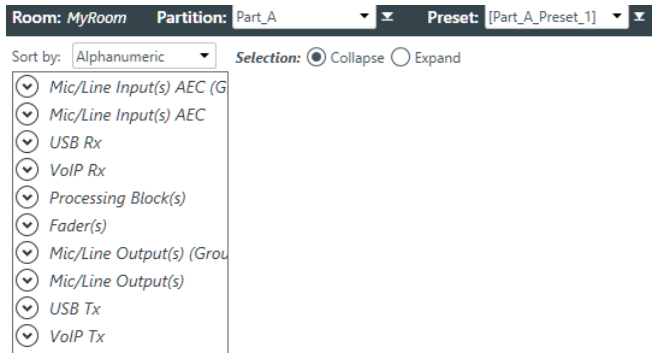 Room: MyRoom Partition: Part_A Preset: [Part_A_Preset_1]
Sort by: Alphanumeric Selection: Collapse Expand
Mic/Line Input(s) AEC (G
Mic/Line Input(s) AEC
USB Rx
VoIP Rx
Processing Block(s)
Fader(s)
Mic/Line Output(s) (Grou
Mic/Line Output(s)
USB Tx
VoIP Tx